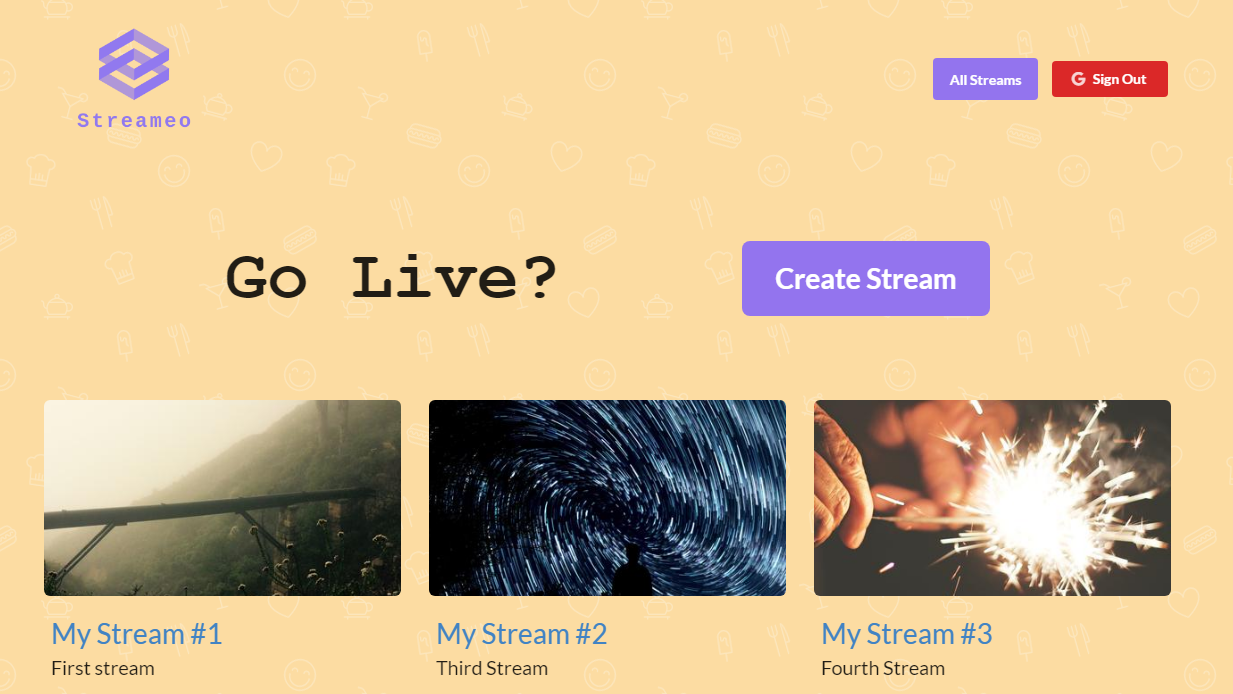 Streameo
All Streams
Sign Out
Go Live?
Create Stream
My Stream #1
First stream
My Stream #2
Third Stream
My Stream #3
Fourth Stream